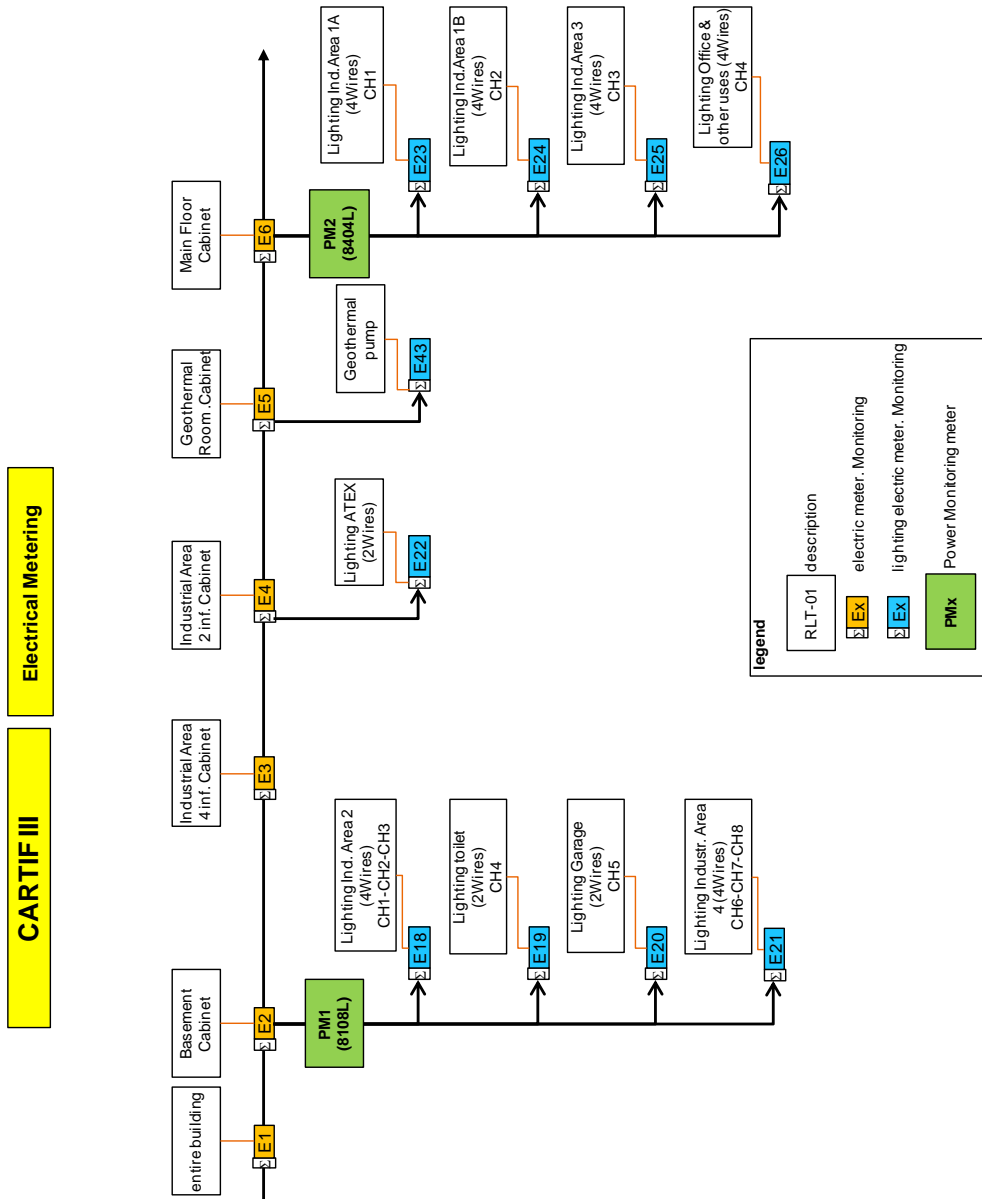 CARTIF III
Electrical Metering
entire building
Σ E1
Basement
Cabinet
Σ E2
Industrial Area
4 inf. Cabinet
Σ E3
Industrial Area
2 inf. Cabinet
Σ E4
Geothermal
Room.Cabinet
Σ E5
Main Floor
Cabinet
Σ E6
PM1
(8108L)
Lighting Ind. Area 2
(4Wires)
CH1-CH2-CH3
Σ E18
Lighting toilet
(2Wires)
CH4
Σ E19
Lighting Garage
(2Wires)
CH5
Σ E20
Lighting Industr. Area
4 (4Wires)
CH6-CH7-CH8
Σ E21
Lighting ATEX
(2Wires)
Σ E22
Geothermal
pump
Σ E43
PM2
(8404L)
Lighting Ind.Area 1A
(4Wires)
CH1
Σ E23
Lighting Ind.Area 1B
(4Wires)
CH2
Σ E24
Lighting Ind.Area 3
(4Wires)
CH3
Σ E25
Lighting Office &
other uses (4Wires)
CH4
Σ E26
legend
RLT-01 description
Σ Ex electric meter. Monitoring
Σ Ex lighting electric meter. Monitoring
PMx Power Monitoring meter